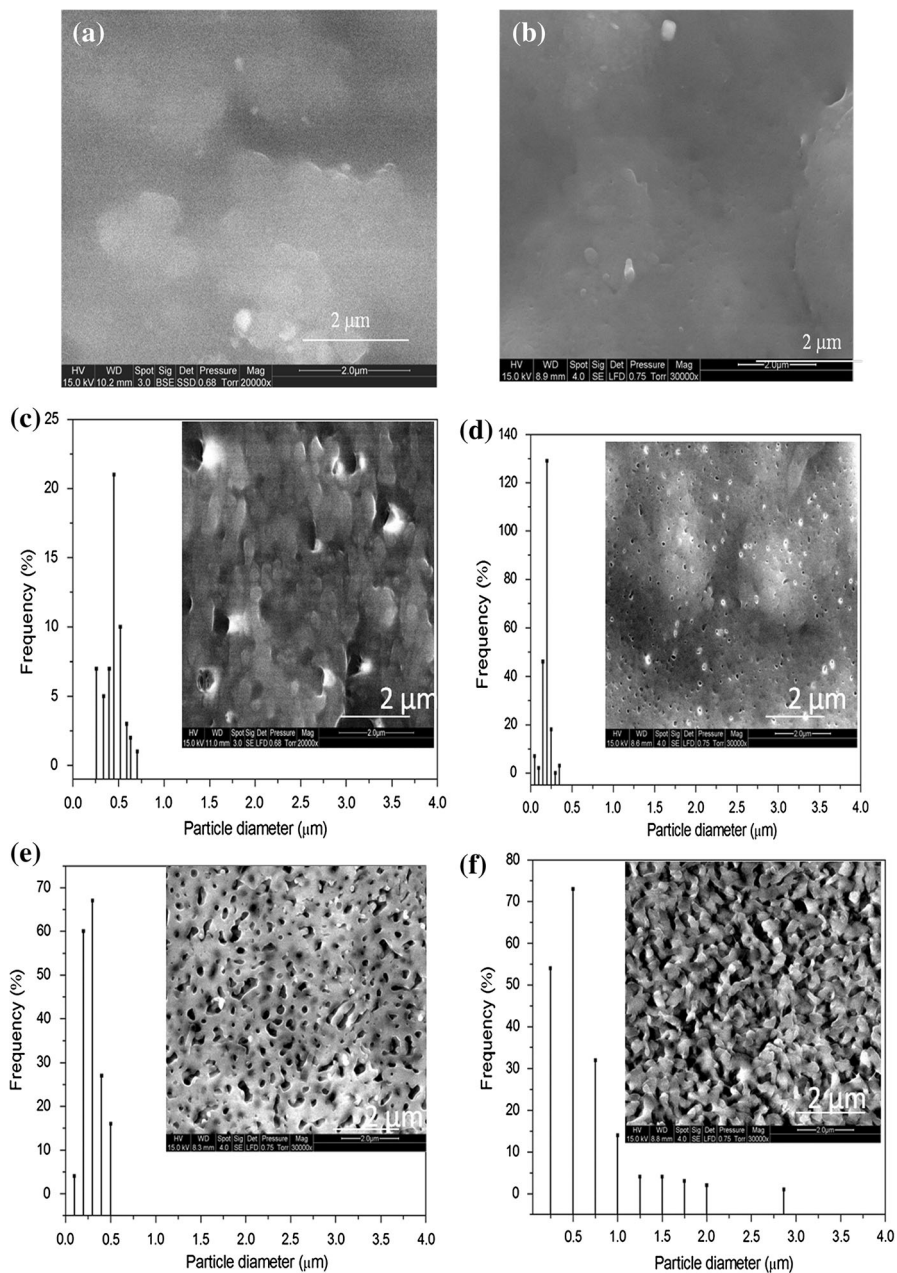 (a)
2 μm
HV WD Spot Sig Det Pressure Mag
15.0 kV 10.2 mm 3.0 BSE SSD 0.68 Torr 20000x
2.0μm
(b)
2 μm
HV WD Spot Sig Det Pressure Mag
15.0 kV 8.9 mm 4.0 SE LFD 0.75 Torr 30000x
2.0μm
(c)
25
20
15
10
5
0
Frequency (%)
0.0 0.5 1.0 1.5 2.0 2.5 3.0 3.5 4.0
Particle diameter (μm)
2 μm
HV WD Spot Sig Det Pressure Mag
15.0 kV 11.0 mm 3.0 SE LFD 0.68 Torr 20000x
2.0μm
(d)
140
120
100
80
60
40
20
0
Frequency (%)
0.0 0.5 1.0 1.5 2.0 2.5 3.0 3.5 4.0
Particle diameter (μm)
2 μm
HV WD Spot Sig Det Pressure Mag
15.0 kV 8.6 mm 4.0 SE LFD 0.75 Torr 30000x
2.0μm
(e)
70
60
50
40
30
20
10
0
Frequency (%)
0.0 0.5 1.0 1.5 2.0 2.5 3.0 3.5 4.0
Particle diameter (μm)
2 μm
HV WD Spot Sig Det Pressure Mag
15.0 kV 8.3 mm 4.0 SE LFD 0.75 Torr 30000x
2.0μm
(f)
80
70
60
50
40
30
20
10
0
Frequency (%)
0.5 1.0 1.5 2.0 2.5 3.0 3.5 4.0
Particle diameter (μm)
2 μm
HV WD Spot Sig Det Pressure Mag
15.0 kV 8.8 mm 4.0 SE LFD 0.75 Torr 30000x
2.0μm